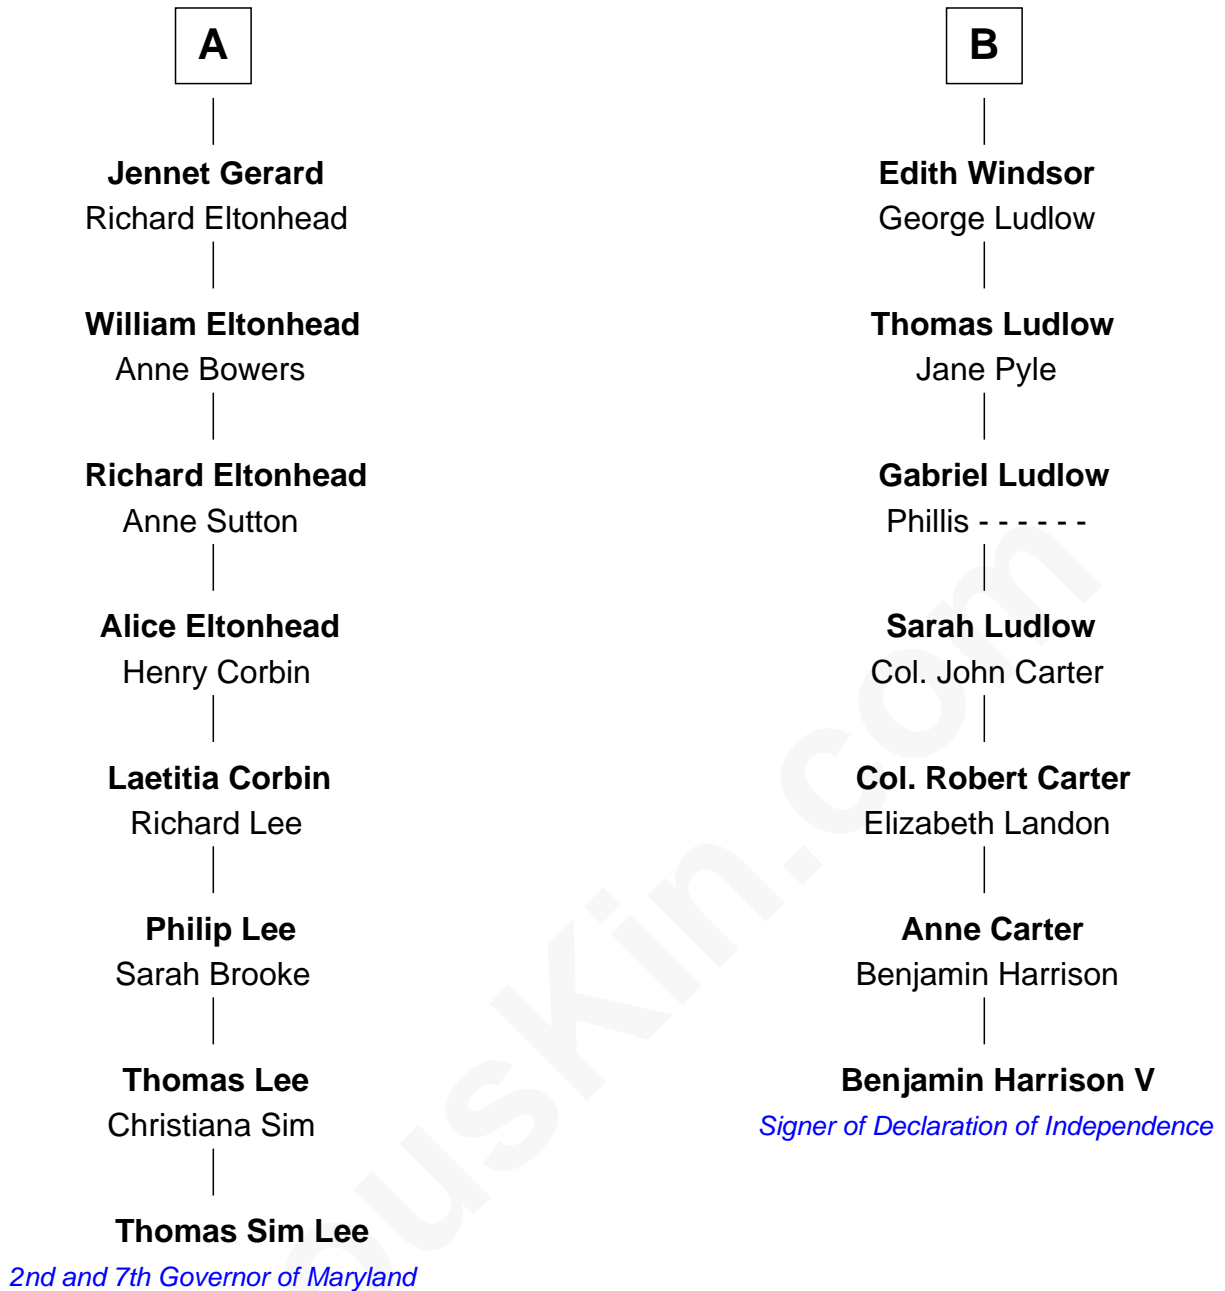 A
Jennet Gerard
Richard Eltonhead
William Eltonhead
Anne Bowers
Richard Eltonhead
Anne Sutton
Alice Eltonhead
Henry Corbin
Laetitia Corbin
Richard Lee
Philip Lee
Sarah Brooke
Thomas Lee
Christiana Sim
Thomas Sim Lee
2nd and 7th Governor of Maryland
B
Edith Windsor
George Ludlow
Thomas Ludlow
Jane Pyle
Gabriel Ludlow
Phillis - - - - - -
Sarah Ludlow
Col. John Carter
Col. Robert Carter
Elizabeth Landon
Anne Carter
Benjamin Harrison
Benjamin Harrison V
Signer of Declaration of Independence
ousKin.com